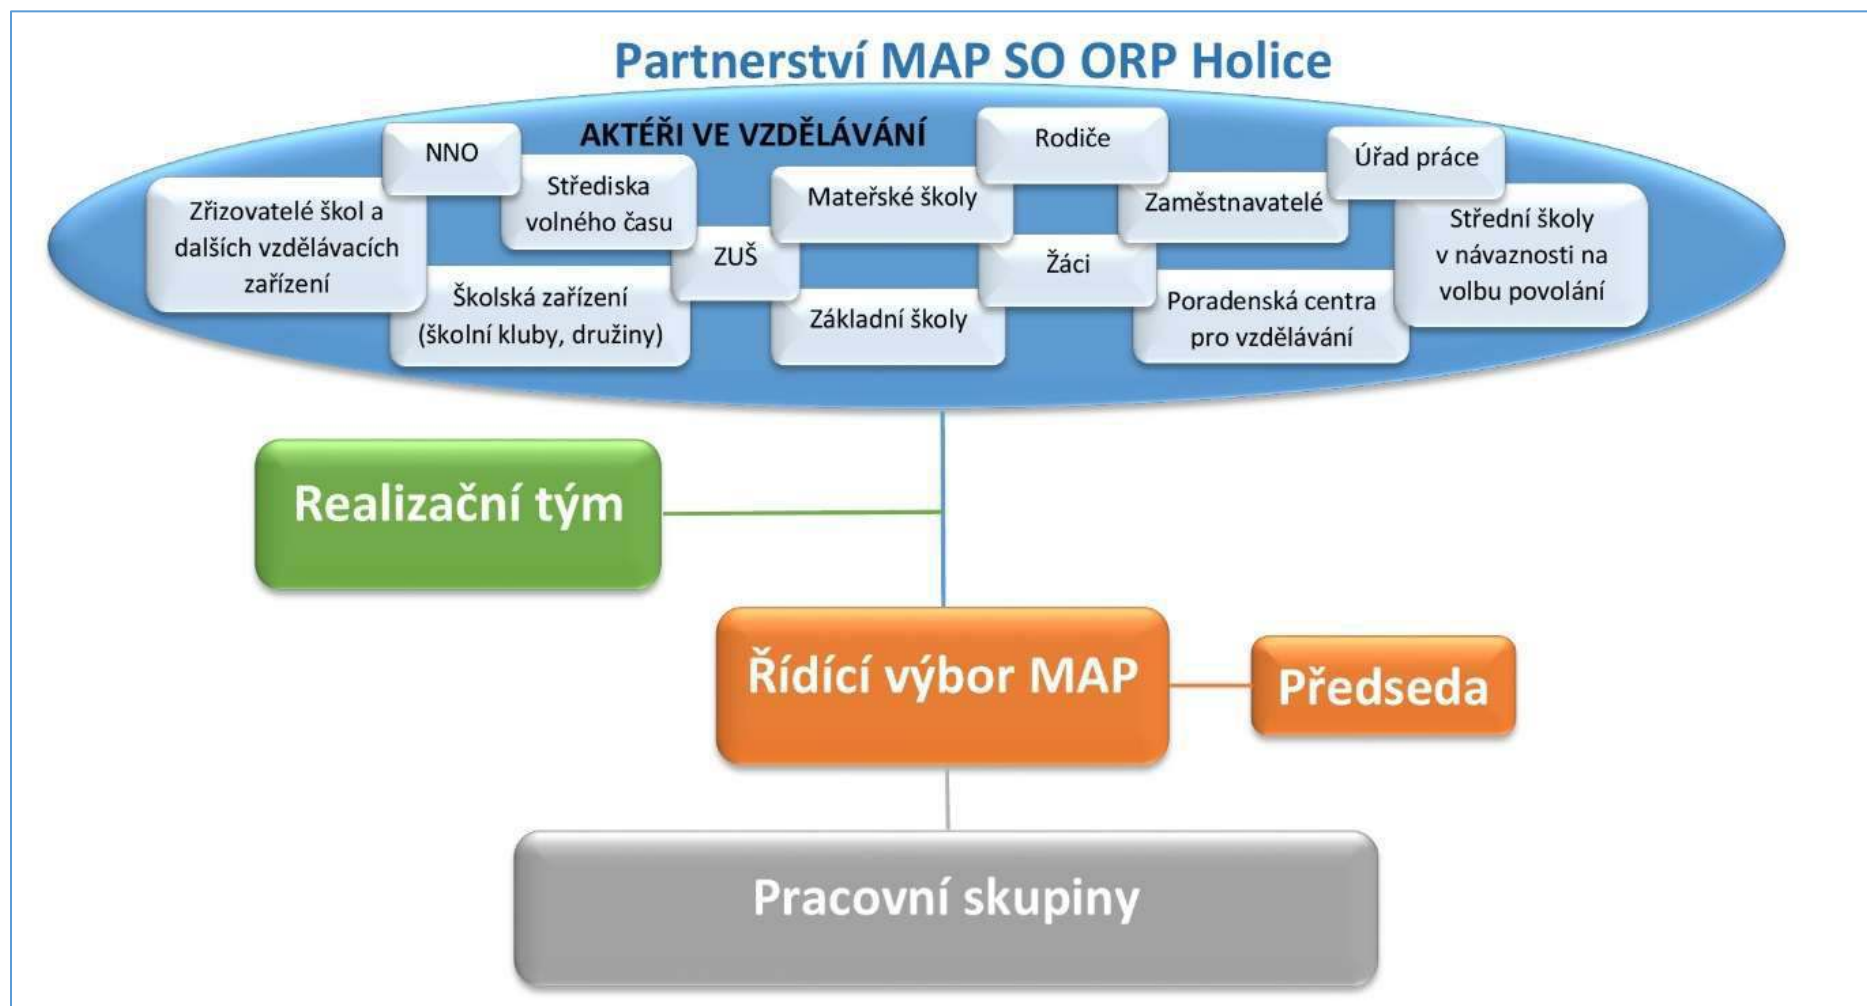 Partnerství MAP SO ORP Holice
AKTÉŘI VE VZDĚLÁVÁNÍ
NNO
Rodiče
Úřad práce
Zřizovatelé škol a
dalších vzdělávacích
zařízení
Střediska
volného času
Mateřské školy
Zaměstnavatelé
Střední školy
v návaznosti na
volbu povolání
ZUŠ
Žáci
Školská zařízení
(školní kluby, družiny)
Základní školy
Poradenská centra
pro vzdělávání
Realizační tým
Řídící výbor MAP
Předseda
Pracovní skupiny